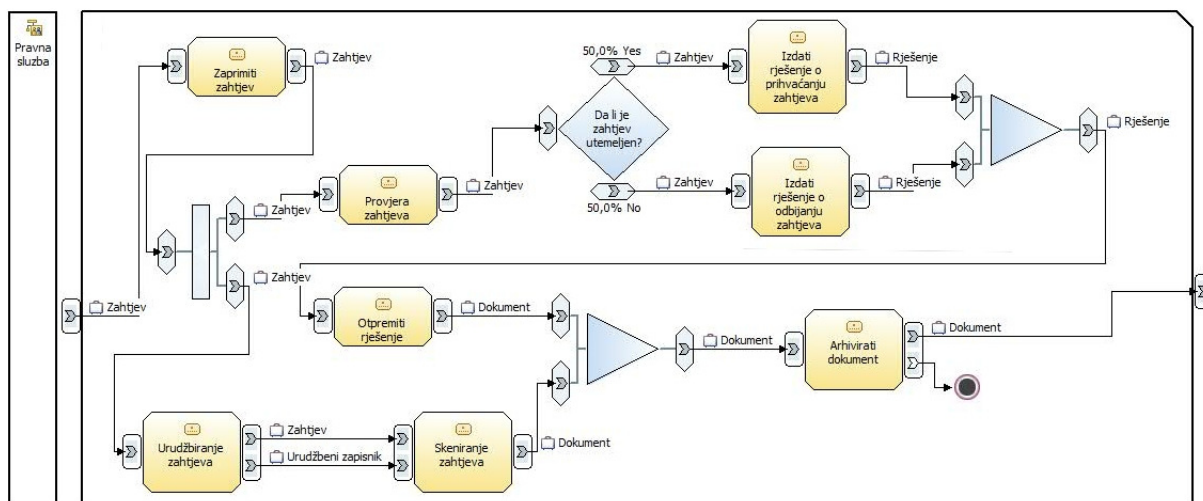 Pravna
sluzba
Zaprimiti
zahtjev
Zahtjev
50,0% Yes
Zahtjev
Izdati
rješenje o
prihvaćanju
zahtjeva
Rješenje
Da li je
zahtjev
utemeljen?
Rješenje
Zahtjev
Provjera
zahtjeva
Zahtjev
50,0% No
Zahtjev
Izdati
rješenje o
odbijanju
zahtjeva
Rješenje
Zahtjev
Zahtjev
Otpremiti
rješenje
Dokument
Dokument
Arhivirati
dokument
Dokument
Urudžbiranje
zahtjeva
Zahtjev
Urudžbeni zapisnik
Skeniranje
zahtjeva
Dokument